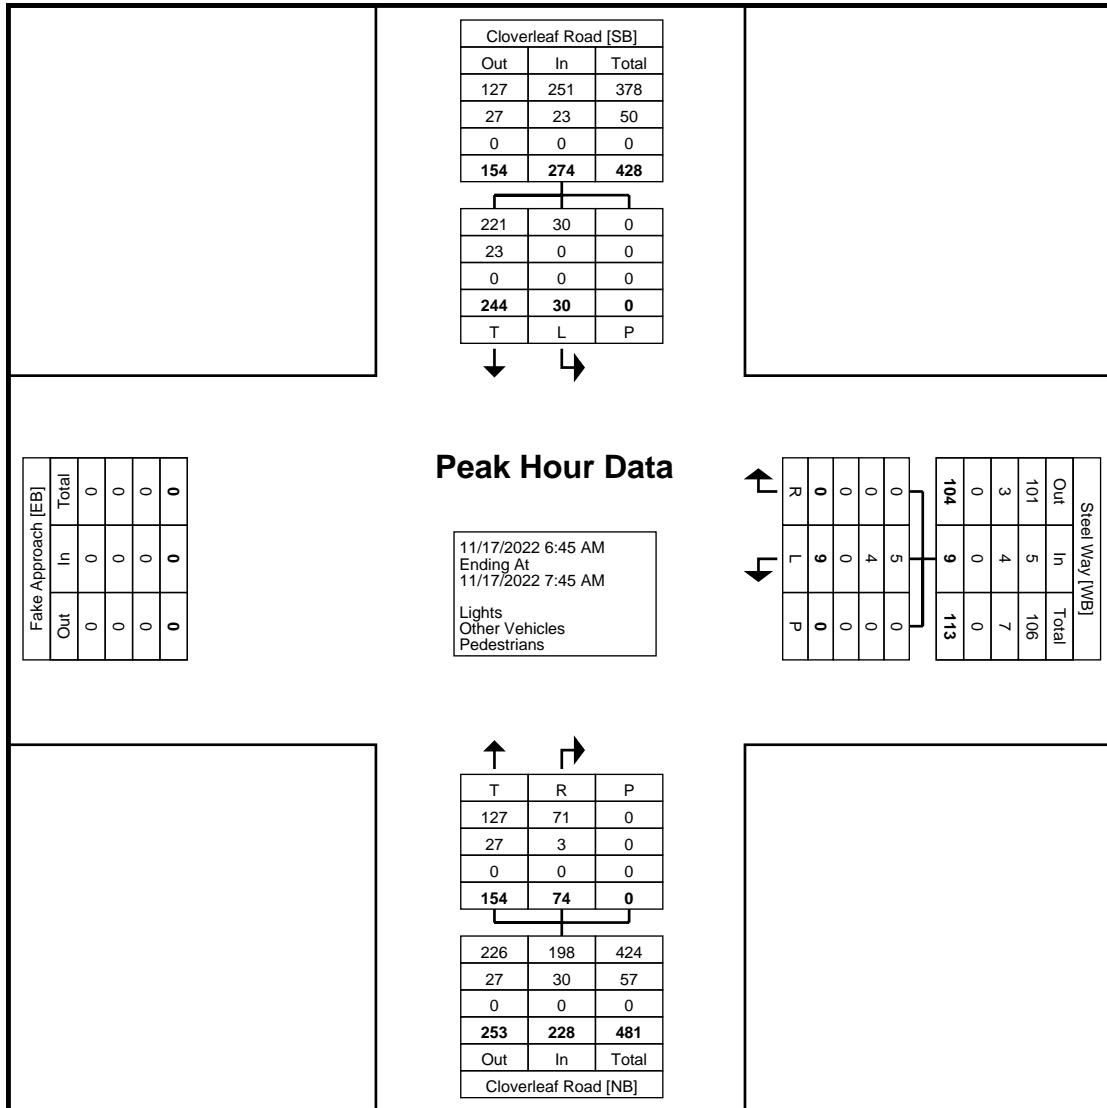 Cloverleaf Road [SB]
Out In Total
127 251 378
27 23 50
0 0 0
154 274 428
221 30 0
23 0 0
0 0 0
244 30 0
T L P
Fake Approach [EB]
Total In Out
0 0 0
0 0 0
0 0 0
0 0 0
Peak Hour Data
11/17/2022 6:45 AM
Ending At
11/17/2022 7:45 AM
Lights
Other Vehicles
Pedestrians
R L P
0 9 0
0 0 0
0 4 0
0 5 0
Steel Way [WB]
Out In Total
101 5 106
3 4 7
0 0 0
104 9 113
T R P
127 71 0
27 3 0
0 0 0
154 74 0
226 198 424
27 30 57
0 0 0
253 228 481
Out In Total
Cloverleaf Road [NB]